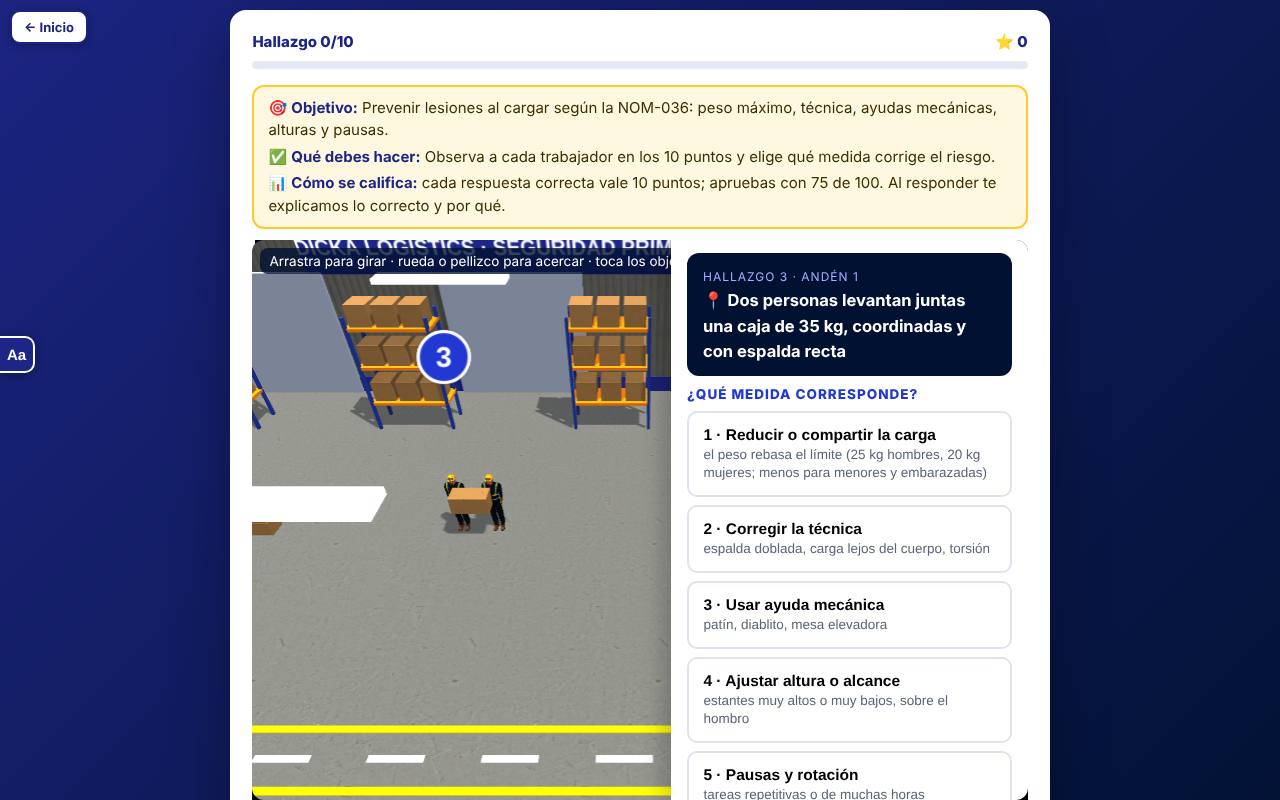 ← Inicio
Hallazgo 0/10
⭐ 0
🎯 Objetivo: Prevenir lesiones al cargar según la NOM-036: peso máximo, técnica, ayudas mecánicas,
alturas y pausas.
✅ Qué debes hacer: Observa a cada trabajador en los 10 puntos y elige qué medida corrige el riesgo.
📊 Cómo se califica: cada respuesta correcta vale 10 puntos; apruebas con 75 de 100. Al responder te
explicamos lo correcto y por qué.
DICKA LOGISTICS · SEGURIDAD PRIM
Arrastra para girar · rueda o pellizco para acercar · toca los obj
3
Aa
HALLAZGO 3 · ANDÉN 1
📍 Dos personas levantan juntas
una caja de 35 kg, coordinadas y
con espalda recta
¿QUÉ MEDIDA CORRESPONDE?
1 · Reducir o compartir la carga
el peso rebasa el límite (25 kg hombres, 20 kg
mujeres; menos para menores y embarazadas)
2 · Corregir la técnica
espalda doblada, carga lejos del cuerpo, torsión
3 · Usar ayuda mecánica
patín, diablito, mesa elevadora
4 · Ajustar altura o alcance
estantes muy altos o muy bajos, sobre el
hombro
5 · Pausas y rotación
tareas repetitivas o de muchas horas